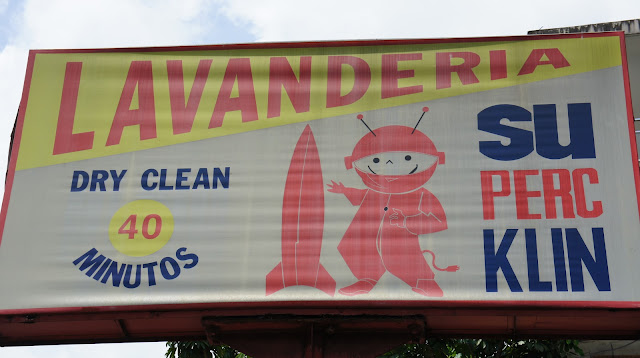 LAVANDERIA
DRY CLEAN
40
MINUTOS
SU
PERC
KLIN